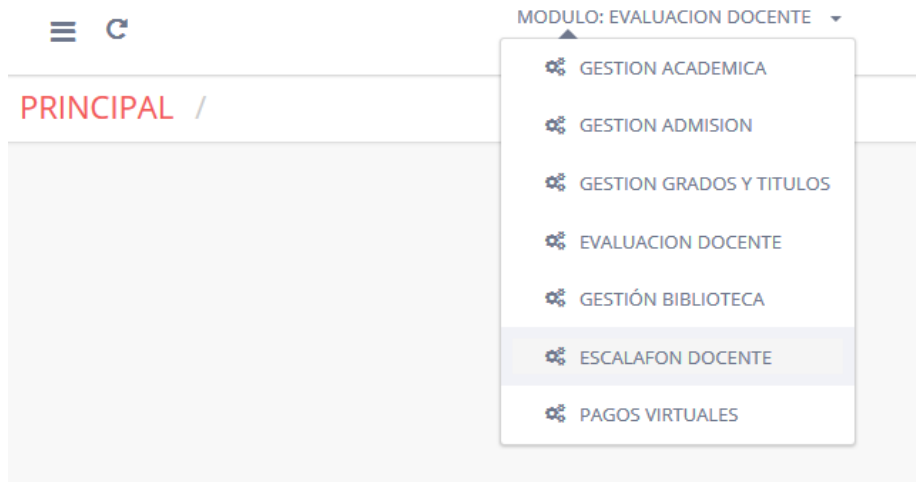 MODULO: EVALUACION DOCENTE
GESTION ACADEMICA
PRINCIPAL /
GESTION ADMISION
GESTION GRADOS Y TITULOS
EVALUACION DOCENTE
GESTIÓN BIBLIOTECA
ESCALAFON DOCENTE
PAGOS VIRTUALES